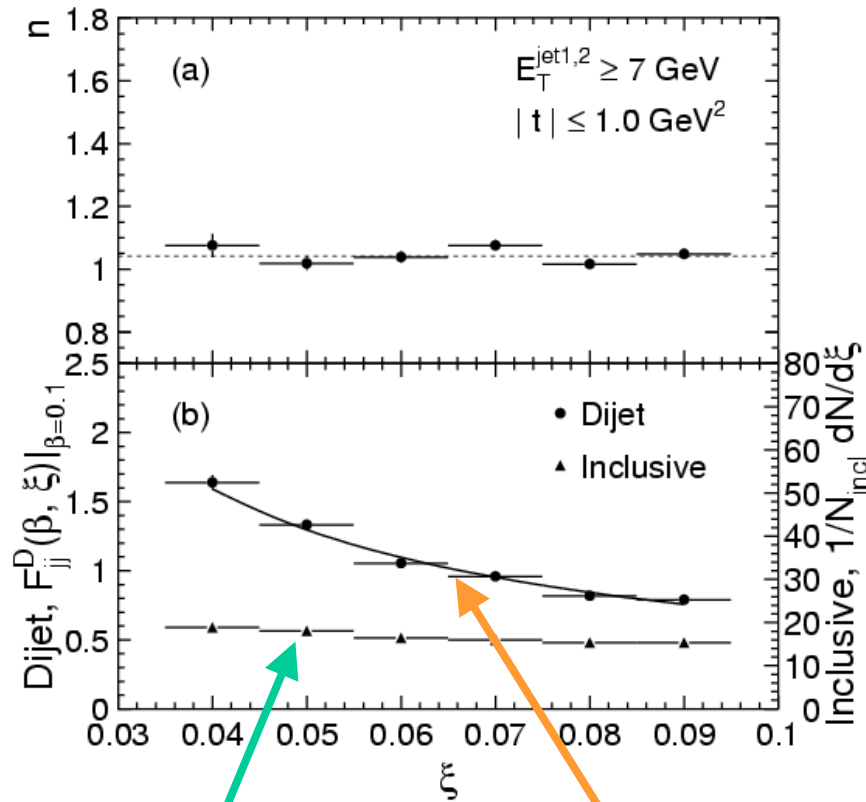 n
1.8
1.6
1.4
1.2
1
0.8
(a)
E_T^{jet1,2} ≥ 7 GeV
| t | ≤ 1.0 GeV²
Dijet, F_{jj}^D(β, ξ)|_{β=0.1}
2.5
2
1.5
1
0.5
0
(b)
Dijet
Inclusive
80
70
60
50
40
30
20
10
0
Inclusive, 1/N_{incl} dN/dξ
0.03 0.04 0.05 0.06 0.07 0.08 0.09 0.1
ξ